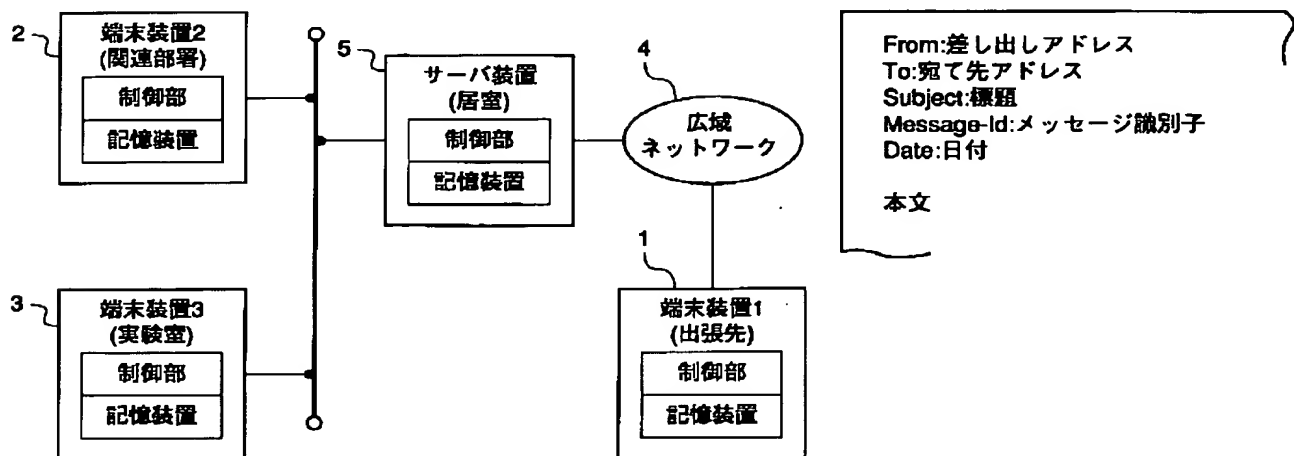 2
端末装置2
(関連部署)
制御部
記憶装置
5
サーバ装置
(居室)
制御部
記憶装置
4
広域
ネットワーク
3
端末装置3
(実験室)
制御部
記憶装置
1
端末装置1
(出張先)
制御部
記憶装置
From:差し出しアドレス
To:宛て先アドレス
Subject:標題
Message-Id:メッセージ識別子
Date:日付
本文